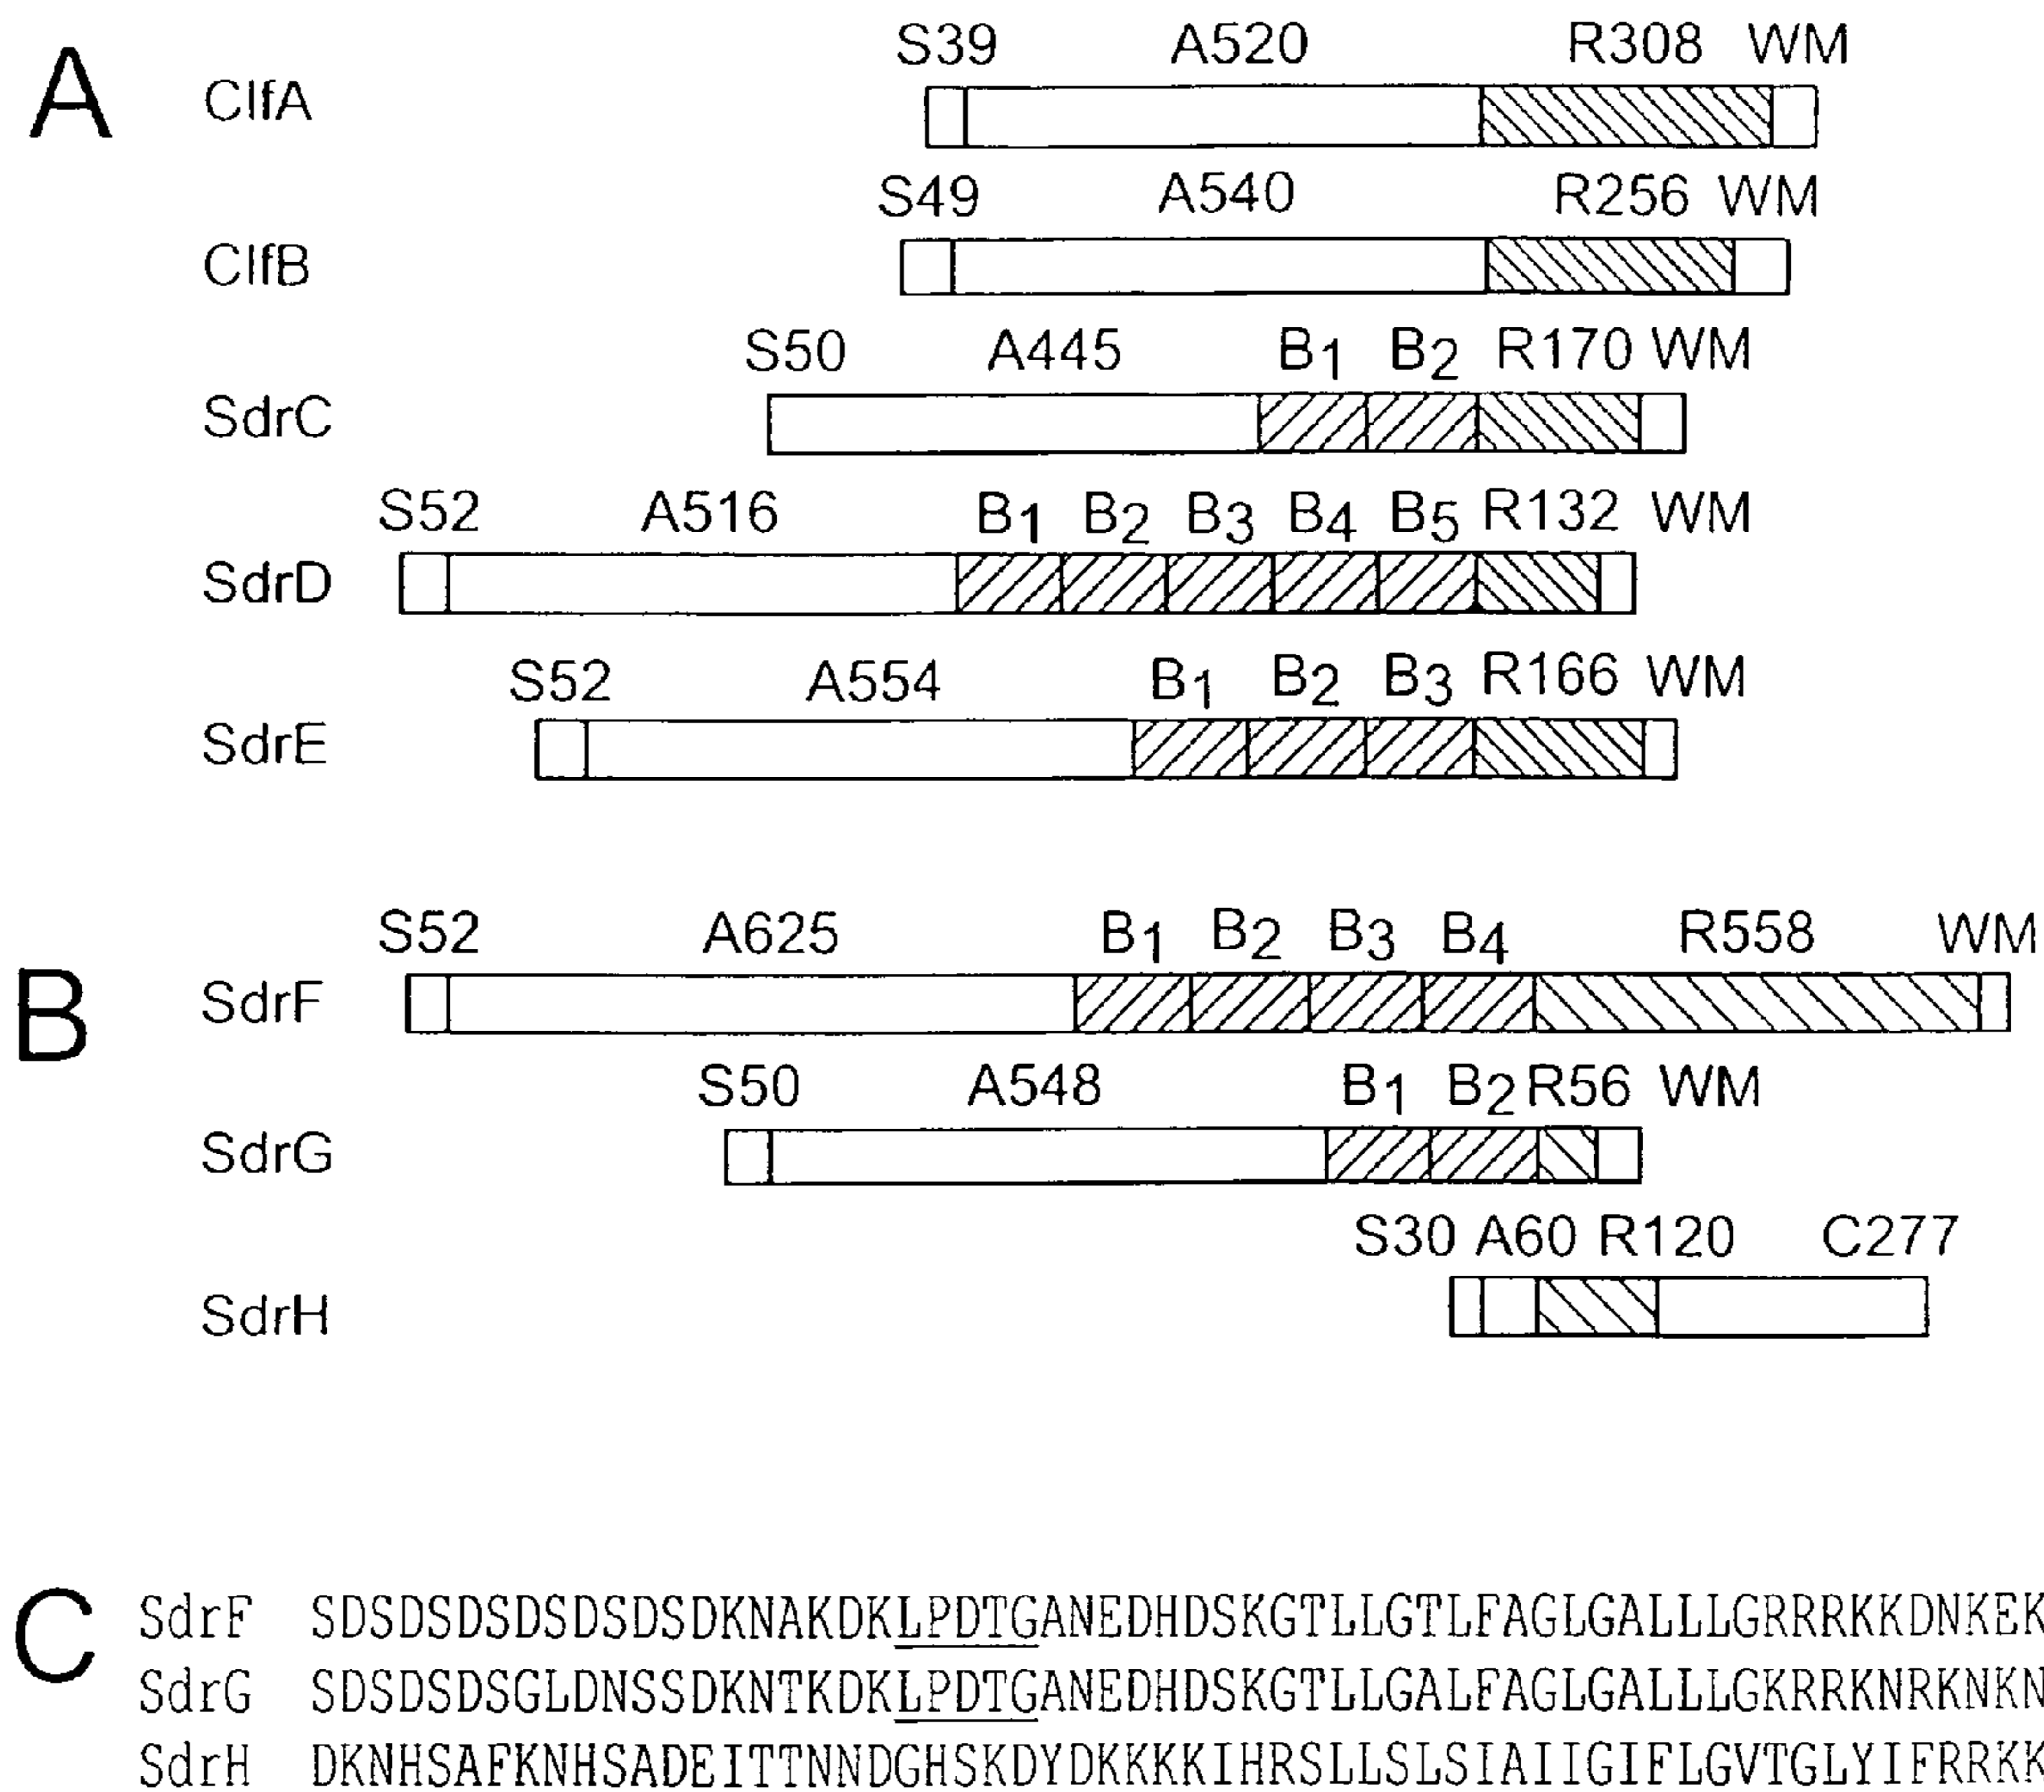 A
S39 A520 R308 WM
ClfA
S49 A540 R256 WM
ClfB
S50 A445 B1 B2 R170 WM
SdrC
S52 A516 B1 B2 B3 B4 B5 R132 WM
SdrD
S52 A554 B1 B2 B3 R166 WM
SdrE
B
S52 A625 B1 B2 B3 B4 R558 WM
SdrF
S50 A548 B1 B2 R56 WM
SdrG
S30 A60 R120 C277
SdrH
C
SdrF SDSDSDSDSDSDSDKNAKDKLPDTGANEDHDSKGTLLGTLFAGLGALLLGRRRKKDNKEK
SdrG SDSDSDSGLDNSSDKNTKDKLPDTGANEDHDSKGTLLGALFAGLGALLLGKRRKNRKNKN
SdrH DKNHSAFKNHSADEITTNNDGHSKDYDKKKKIHRSLLSLSIAIIGIFLGVTGLYIFRRKK